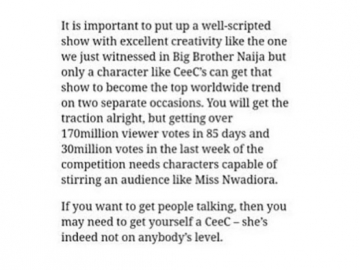 It is important to put up a well-scripted
show with excellent creativity like the one
we just witnessed in Big Brother Naija but
only a character like CeeC's can get that
show to become the top worldwide trend
on two separate occasions. You will get the
traction alright, but getting over
170million viewer votes in 85 days and
30million votes in the last week of the
competition needs characters capable of
stirring an audience like Miss Nwadiora.
If you want to get people talking, then you
may need to get yourself a CeeC – she's
indeed not on anybody's level.